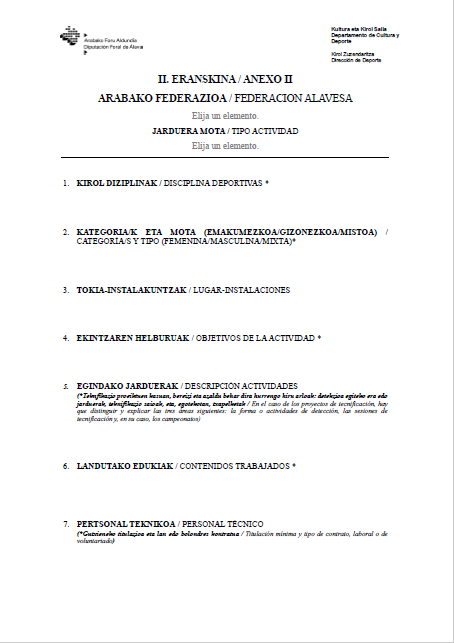 Arabako Foru Aldundia
Diputación Foral de Álava
Kultura eta Kirol Saila
Departamento de Cultura y
Deporte
Kirol Zuzendaritza
Dirección de Deporte
II. ERANSKINA / ANEXO II
ARABAKO FEDERAZIOA / FEDERACION ALAVESA
Elija un elemento.
JARDUERA MOTA / TIPO ACTIVIDAD
Elija un elemento.
1. KIROL DIZIPLINAK / DISCIPLINA DEPORTIVAS *
2. KATEGORIA/K ETA MOTA (EMAKUMEZKOA/GIZONEZKOA/MISTOA) /
CATEGORÍA/S Y TIPO (FEMENINA/MASCULINA/MIXTA)*
3. TOKIA-INSTALAKUNTZAK / LUGAR-INSTALACIONES
4. EKINTZAREN HELBURUAK / OBJETIVOS DE LA ACTIVIDAD *
5. EGINDAKO JARDUERAK / DESCRIPCIÓN ACTIVIDADES
(*Teknifikazio proiektuen kasuan, bereizi eta azaldu behar dira hurrengo hiru arloak: detekzioa egiteko era edo
jarduerak, teknifikazio saioak, eta, egotekotan, txapelketak / En el caso de los proyectos de tecnificación, hay
que distinguir y explicar las tres áreas siguientes: la forma o actividades de detección, las sesiones de
tecnificación y, en su caso, los campeonatos)
6. LANDUTAKO EDUKIAK / CONTENIDOS TRABAJADOS *
7. PERTSONAL TEKNIKOA / PERSONAL TÉCNICO
(*Gutxieneko titulazioa eta lan edo bolondres kontratua / Titulación mínima y tipo de contrato, laboral o de
voluntariado)